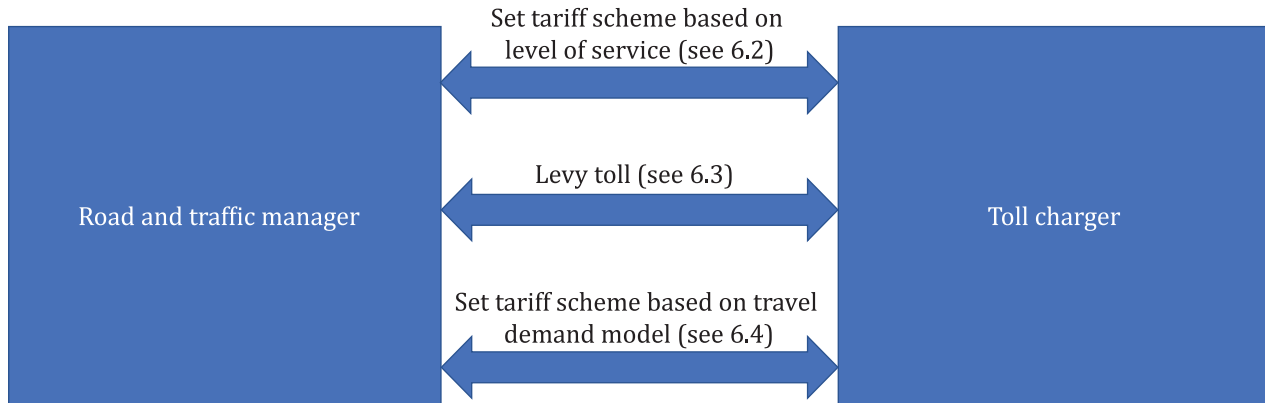 Set tariff scheme based on
level of service (see 6.2)
Levy toll (see 6.3)
Road and traffic manager
Toll charger
Set tariff scheme based on travel
demand model (see 6.4)